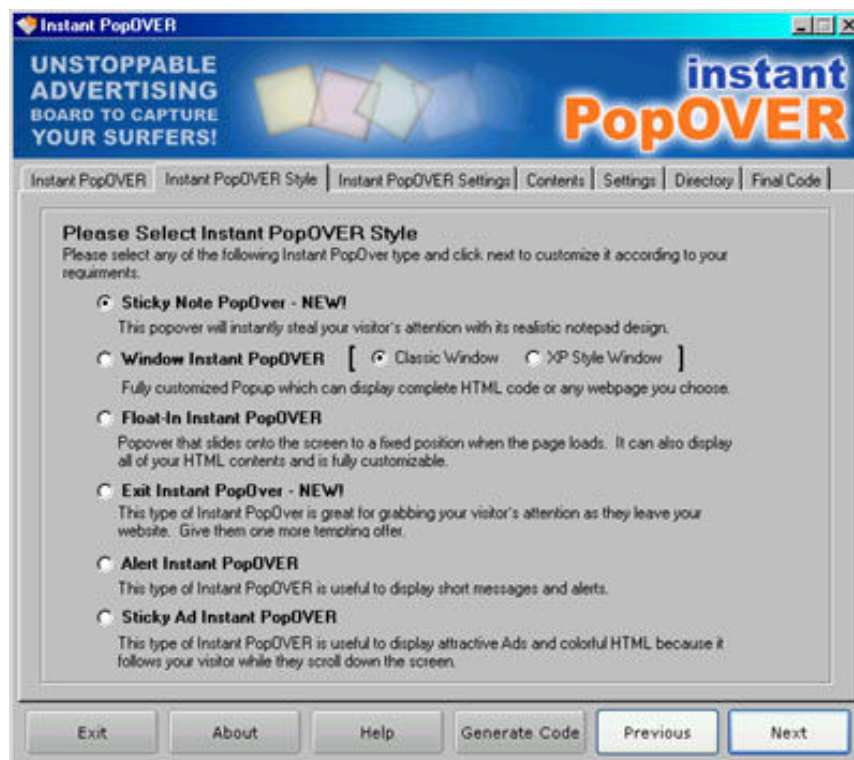 Instant PopOVER
UNSTOPPABLE
ADVERTISING
BOARD TO CAPTURE
YOUR SURFERS!
instant
PopOVER
Instant PopOVER Instant PopOVER Style Instant PopOVER Settings Contents Settings Directory Final Code
Please Select Instant PopOVER Style
Please select any of the following Instant PopOver type and click next to customize it according to your
requirments.
Sticky Note PopOver - NEW!
This popover will instantly steal your visitor's attention with its realistic notepad design.
Window Instant PopOVER [ Classic Window XP Style Window ]
Fully customized Popup which can display complete HTML code or any webpage you choose.
Float-In Instant PopOVER
Popover that slides onto the screen to a fixed position when the page loads. It can also display
all of your HTML contents and is fully customizable.
Exit Instant PopOver - NEW!
This type of Instant PopOver is great for grabbing your visitor's attention as they leave your
website. Give them one more tempting offer.
Alert Instant PopOVER
This type of Instant PopOVER is useful to display short messages and alerts.
Sticky Ad Instant PopOVER
This type of Instant PopOVER is useful to display attractive Ads and colorful HTML because it
follows your visitor while they scroll down the screen.
Exit About Help Generate Code Previous Next